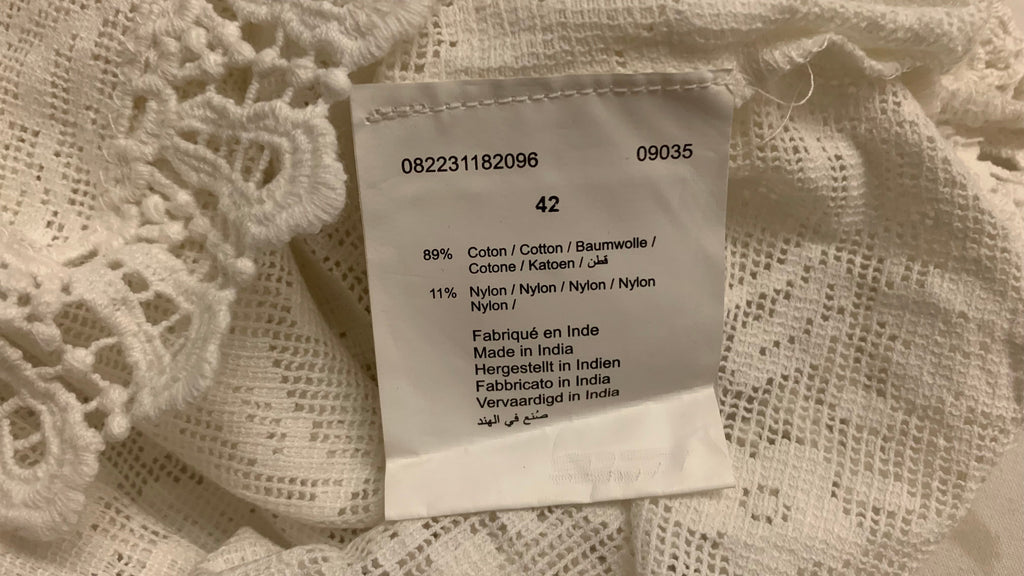 082231182096 09035
42
89% Coton / Cotton / Baumwolle /
Cotone / Katoen / قطن
11% Nylon / Nylon / Nylon / Nylon
Nylon /
Fabriqué en Inde
Made in India
Hergestellt in Indien
Fabbricato in India
Vervaardigd in India
صُنع في الهند